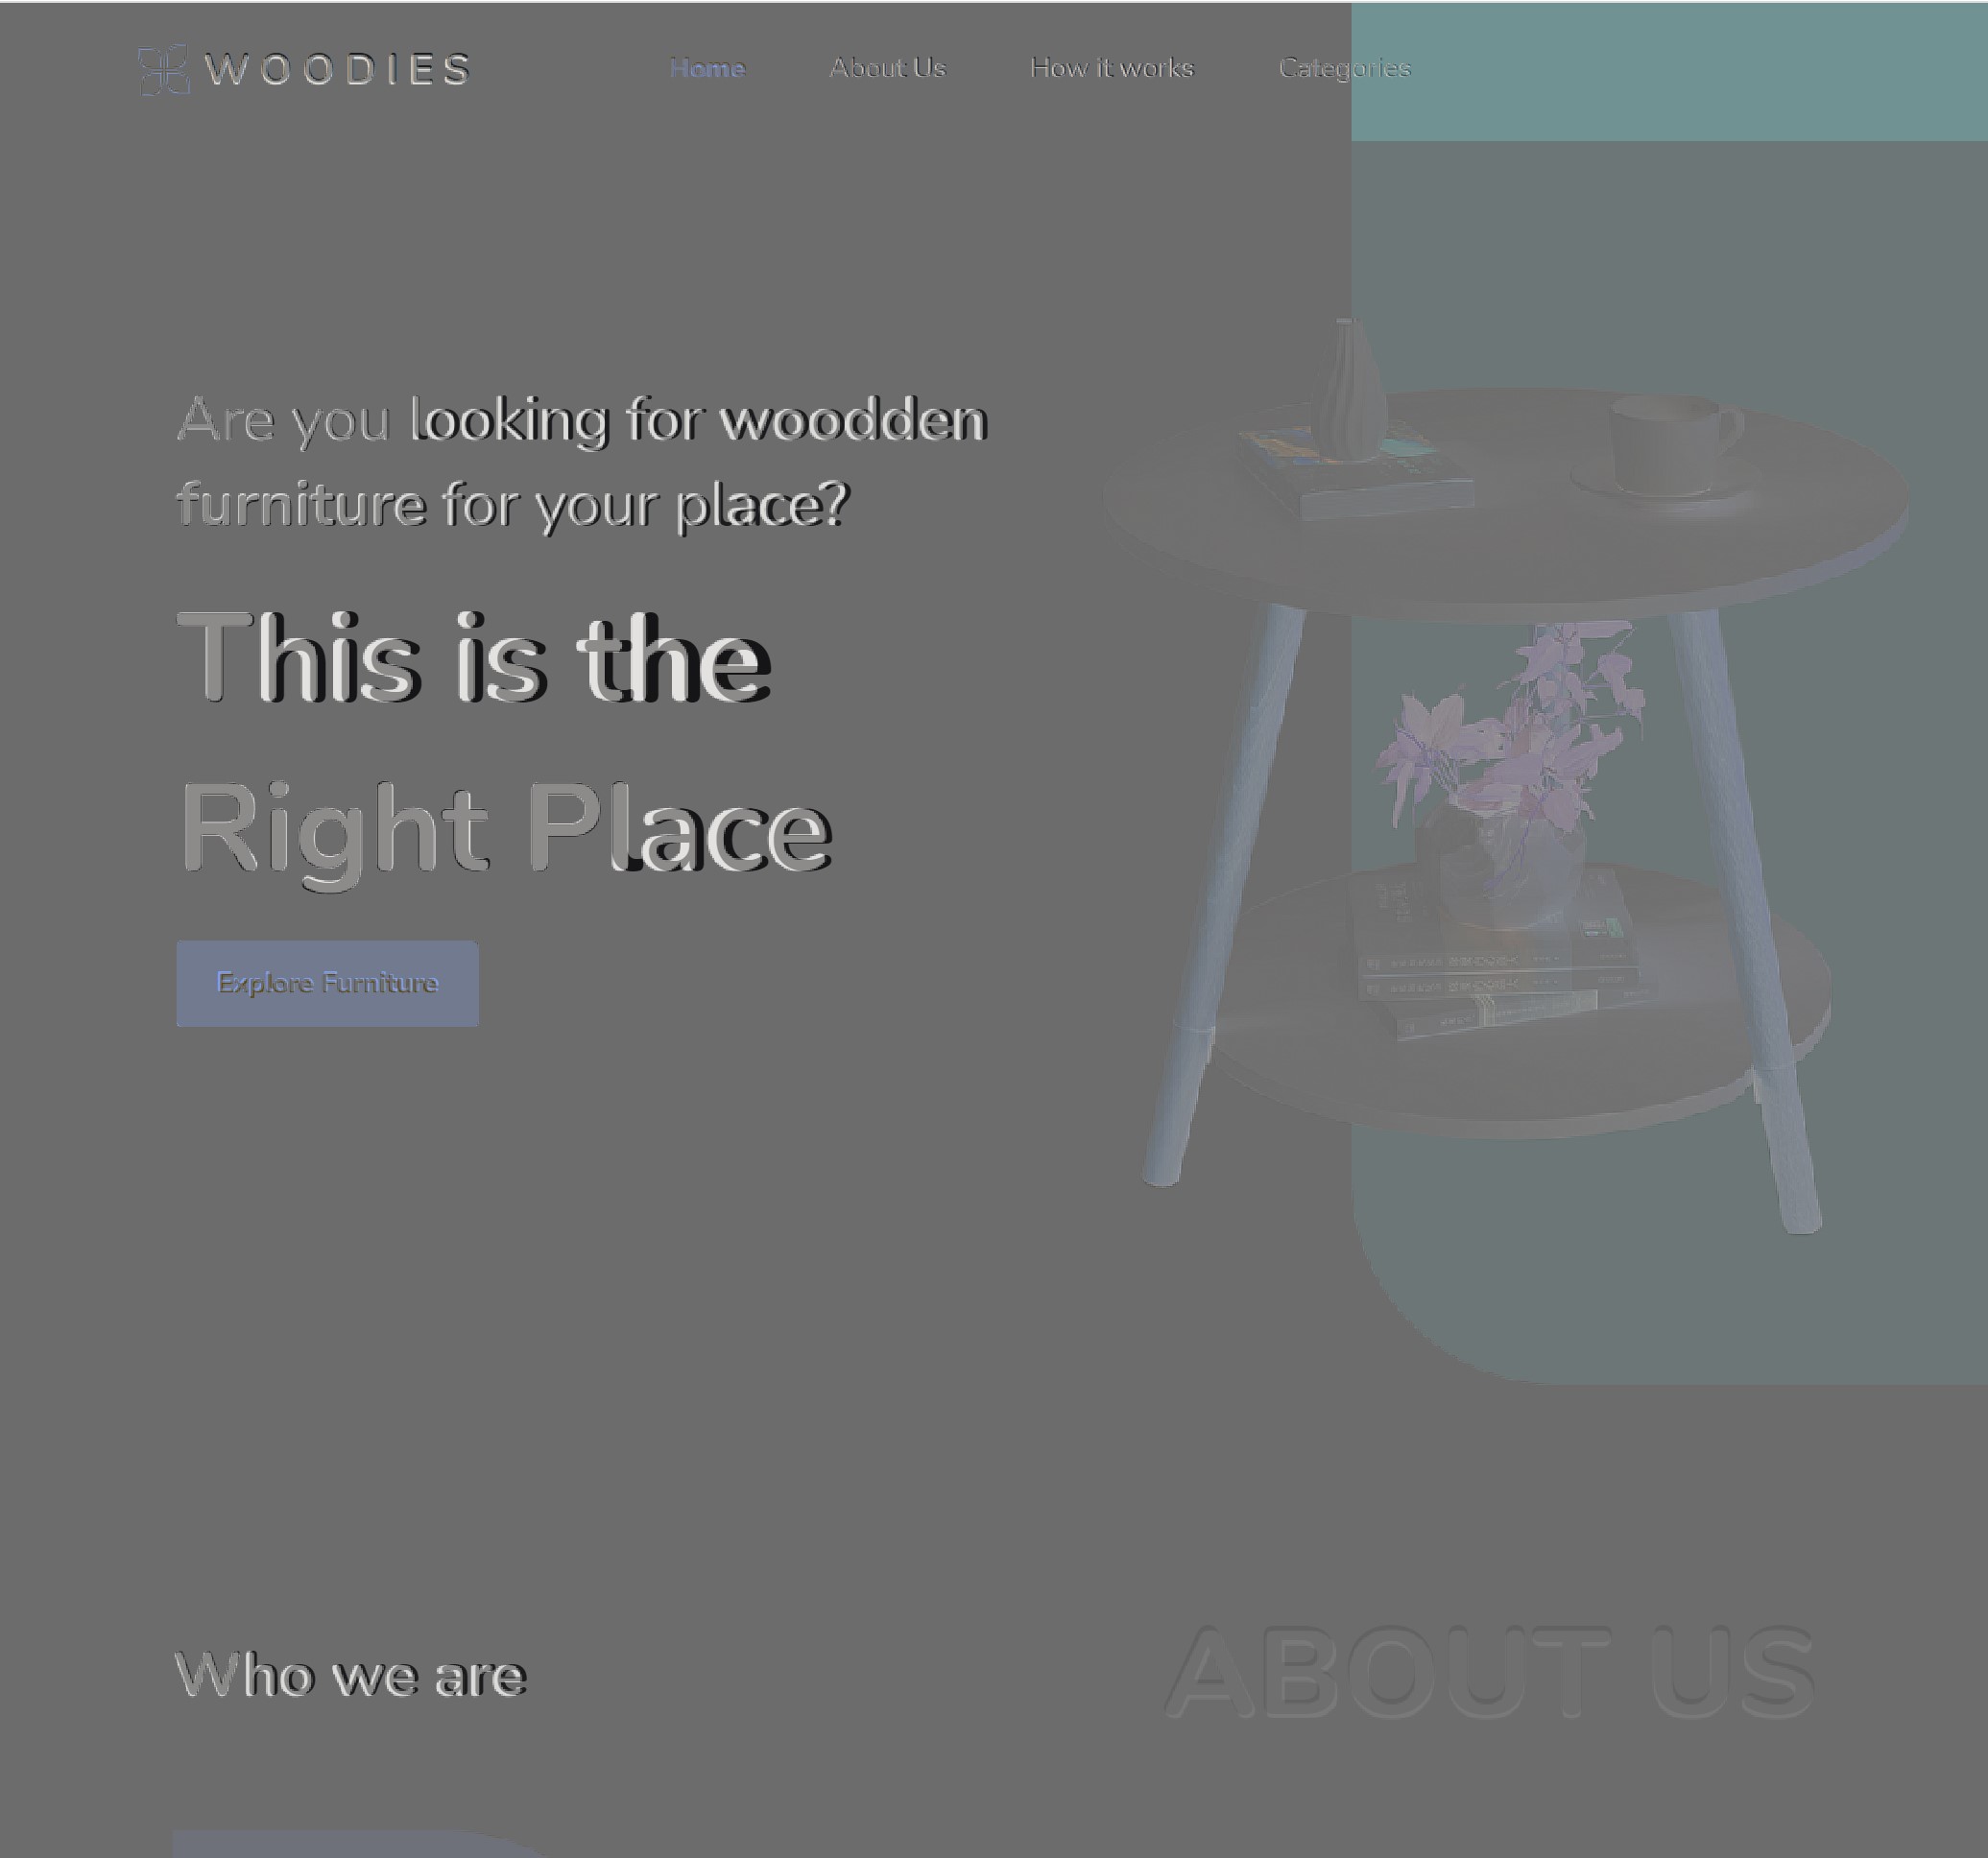 WOODIES
Home
About Us
How it works
Categories
Are you looking for woodden
furniture for your place?
This is the
Right Place
Explore Furniture
Who we are
ABOUT US